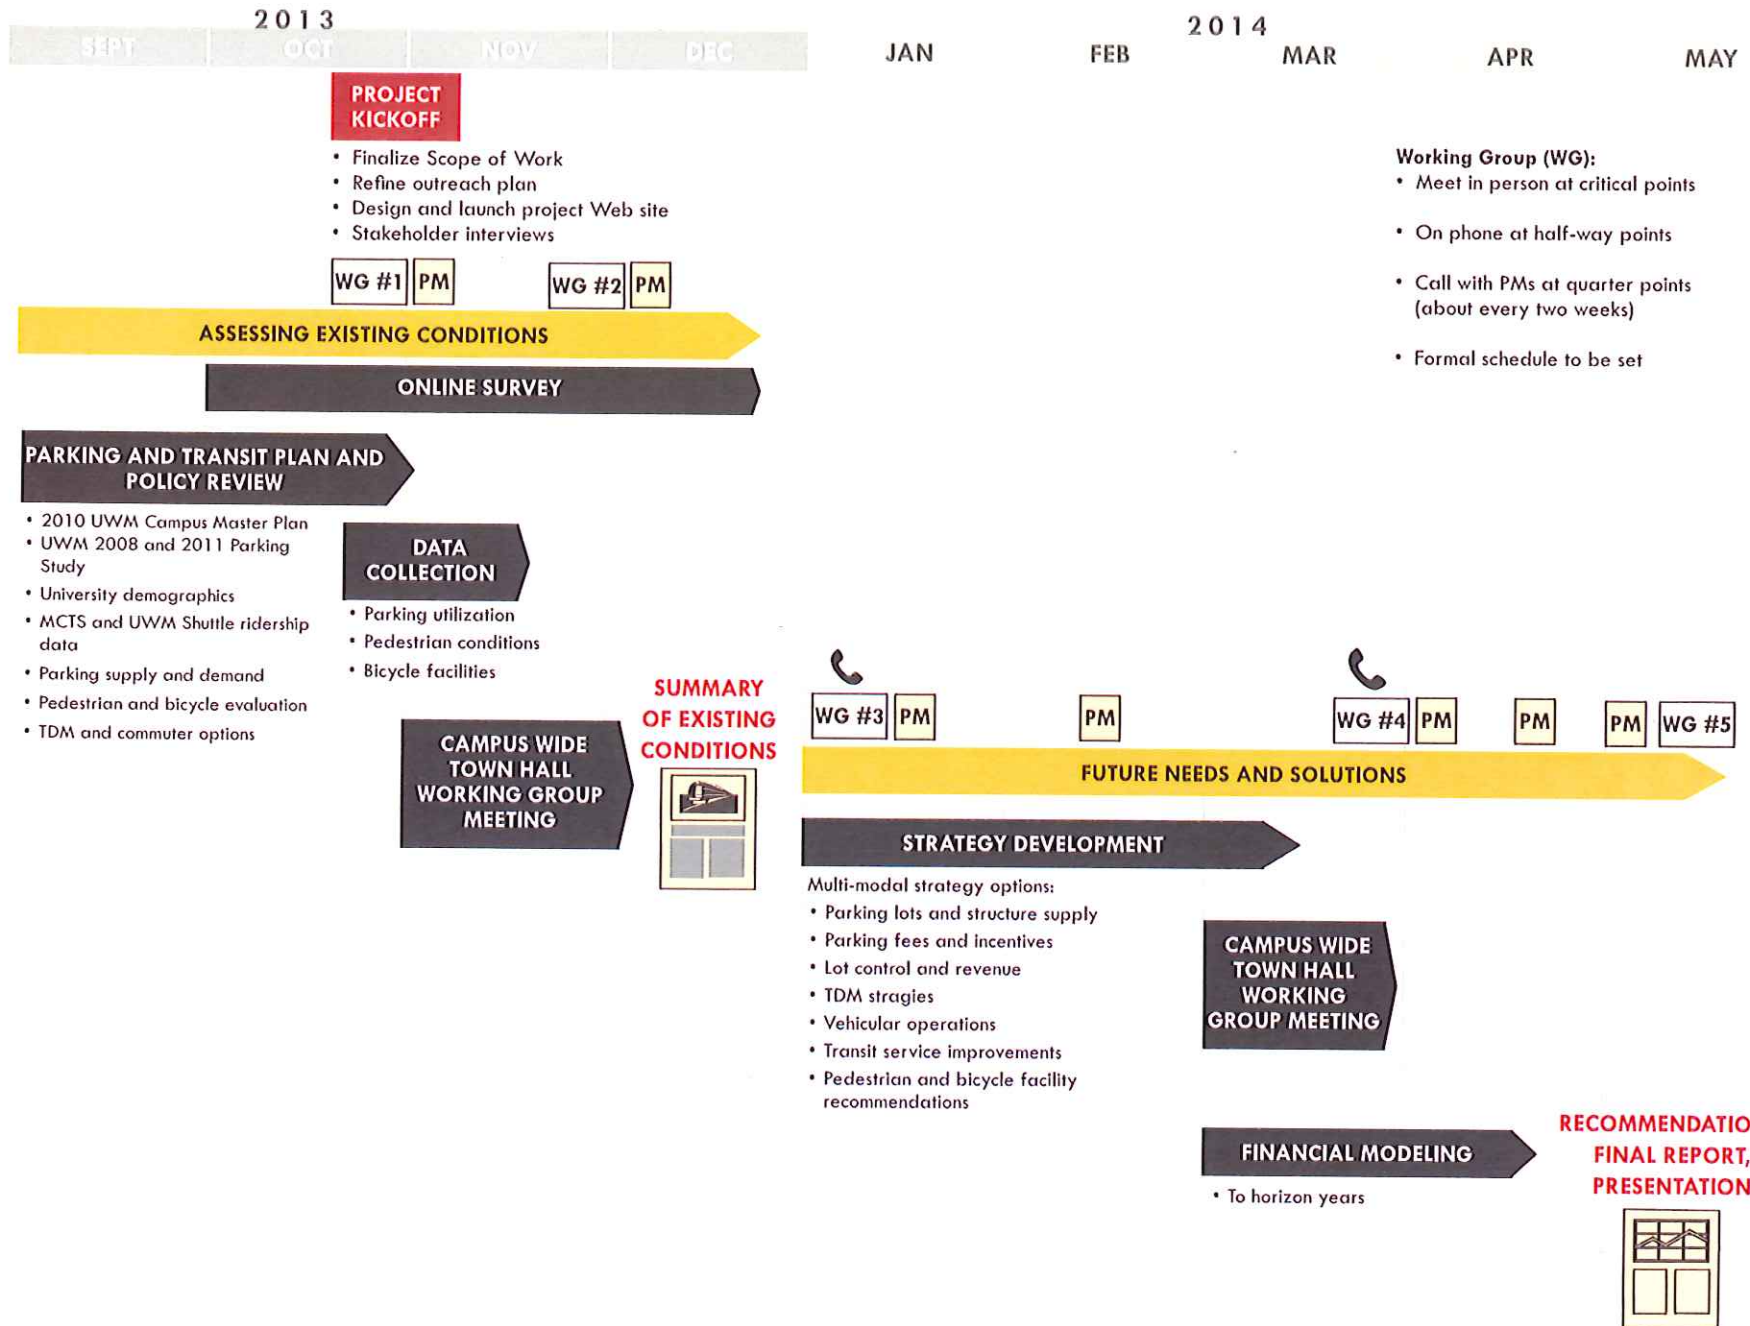 2013
2014
SEPT OCT NOV DEC JAN FEB MAR APR MAY
PROJECT
KICKOFF
• Finalize Scope of Work
• Refine outreach plan
• Design and launch project Web site
• Stakeholder interviews
Working Group (WG):
• Meet in person at critical points
• On phone at half-way points
• Call with PMs at quarter points
(about every two weeks)
• Formal schedule to be set
WG #1 PM WG #2 PM
ASSESSING EXISTING CONDITIONS
ONLINE SURVEY
PARKING AND TRANSIT PLAN AND
POLICY REVIEW
• 2010 UWM Campus Master Plan
• UWM 2008 and 2011 Parking
Study
• University demographics
• MCTS and UWM Shuttle ridership
data
• Parking supply and demand
• Pedestrian and bicycle evaluation
• TDM and commuter options
DATA
COLLECTION
• Parking utilization
• Pedestrian conditions
• Bicycle facilities
CAMPUS WIDE
TOWN HALL
WORKING GROUP
MEETING
SUMMARY
OF EXISTING
CONDITIONS
WG #3 PM PM WG #4 PM PM PM WG #5
FUTURE NEEDS AND SOLUTIONS
STRATEGY DEVELOPMENT
Multi-modal strategy options:
• Parking lots and structure supply
• Parking fees and incentives
• Lot control and revenue
• TDM stragies
• Vehicular operations
• Transit service improvements
• Pedestrian and bicycle facility
recommendations
CAMPUS WIDE
TOWN HALL
WORKING
GROUP MEETING
FINANCIAL MODELING
• To horizon years
RECOMMENDATIO
FINAL REPORT,
PRESENTATION